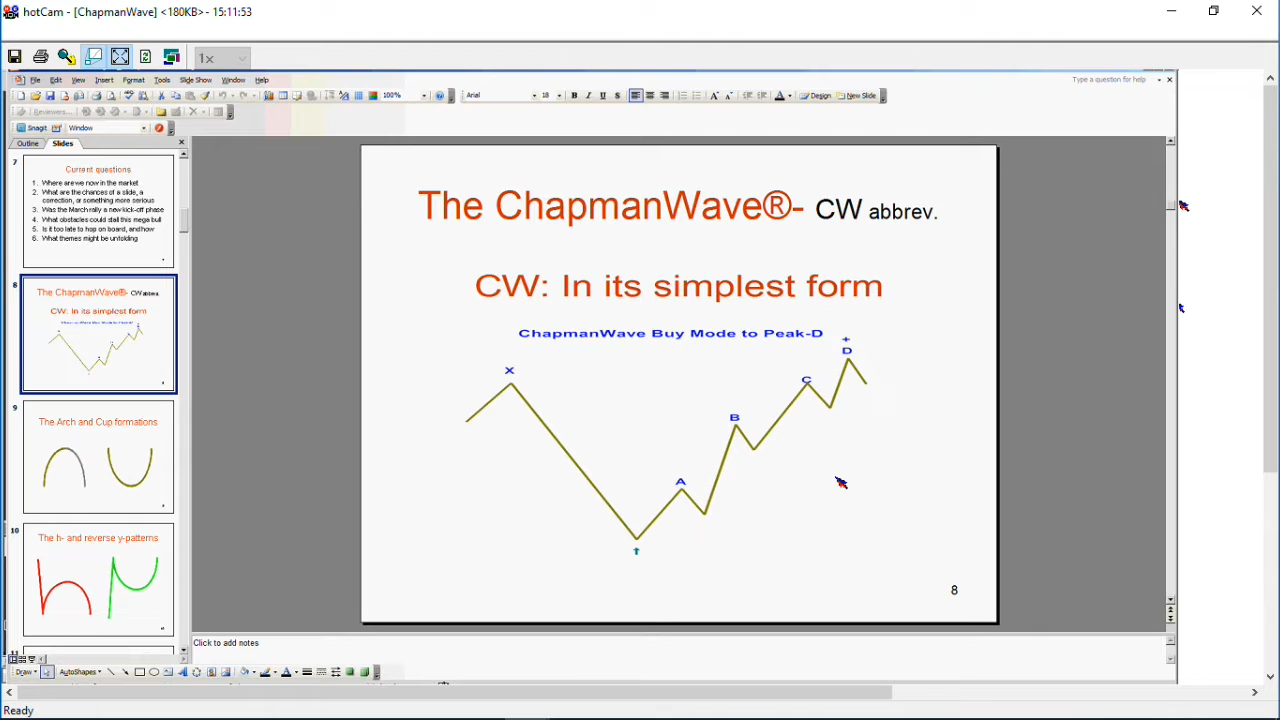 hotCam - [ChapmanWave] <180KB> - 15:11:53
1x
File Edit View Insert Format Tools Slide Show Window Help
Type a question for help
100%
Arial
18
B I U S
Design
New Slide
Reviewers...
Snagit
Window
Outline
Slides
7
Current questions
1. Where are we now in the market
2. What are the chances of a slide, a
correction, or something more serious
3. Was the March rally a new kick-off phase
4. What obstacles could stall this mega bull
5. Is it too late to hop on board, and how
6. What themes might be unfolding
8
The ChapmanWave®- CW abbrev.
CW: In its simplest form
9
The Arch and Cup formations
10
The h- and reverse y-patterns
The ChapmanWave®- CW abbrev.
CW: In its simplest form
ChapmanWave Buy Mode to Peak-D
+
D
X
C
B
A
8
Click to add notes
Draw
AutoShapes
Ready